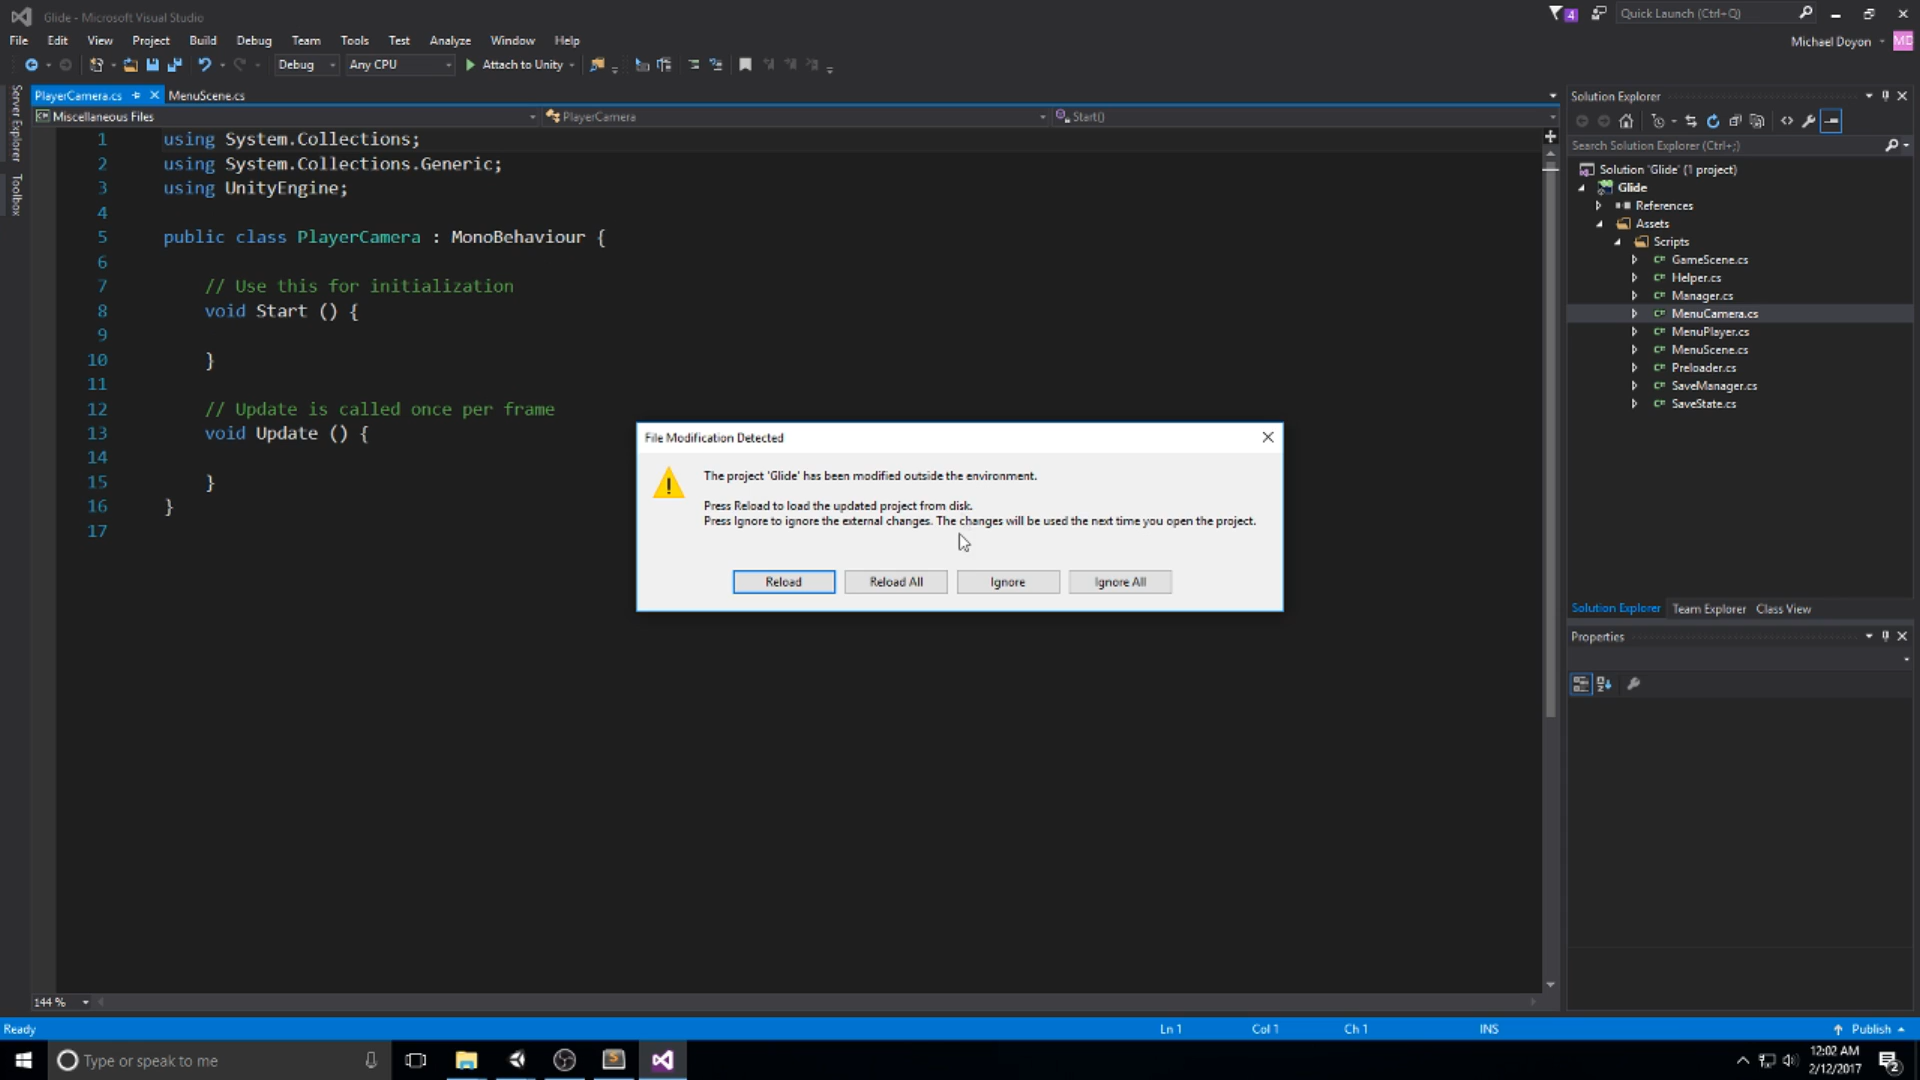 Glide - Microsoft Visual Studio
4
Quick Launch (Ctrl+Q)
File Edit View Project Build Debug Team Tools Test Analyze Window Help
Michael Doyon
MD
Debug
Any CPU
Attach to Unity
Server Explorer
Toolbox
PlayerCamera.cs
MenuScene.cs
Miscellaneous Files
PlayerCamera
Start()
1 using System.Collections;
2 using System.Collections.Generic;
3 using UnityEngine;
4
5 public class PlayerCamera : MonoBehaviour {
6
7 // Use this for initialization
8 void Start () {
9
10 }
11
12 // Update is called once per frame
13 void Update () {
14
15 }
16 }
17
File Modification Detected
The project 'Glide' has been modified outside the environment.
Press Reload to load the updated project from disk.
Press Ignore to ignore the external changes. The changes will be used the next time you open the project.
Reload
Reload All
Ignore
Ignore All
Solution Explorer
Search Solution Explorer (Ctrl+;)
Solution 'Glide' (1 project)
Glide
References
Assets
Scripts
C# GameScene.cs
C# Helper.cs
C# Manager.cs
C# MenuCamera.cs
C# MenuPlayer.cs
C# MenuScene.cs
C# Preloader.cs
C# SaveManager.cs
C# SaveState.cs
Solution Explorer Team Explorer Class View
Properties
144 %
Ready
Ln 1
Col 1
Ch 1
INS
Publish
Type or speak to me
12:02 AM
2/12/2017
2